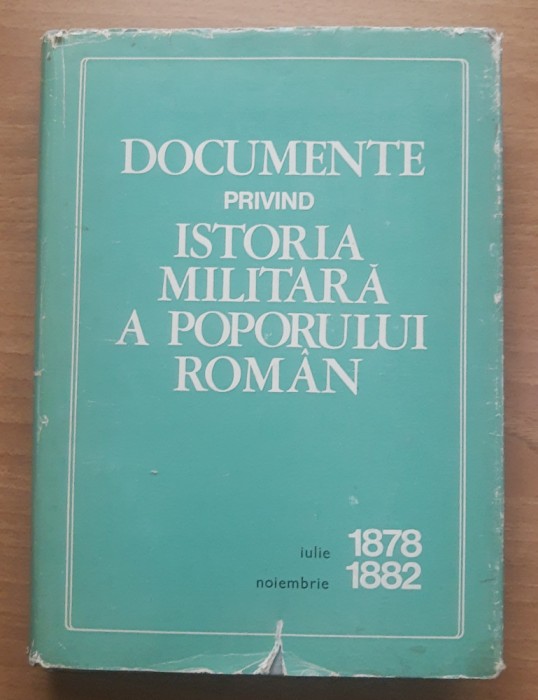 DOCUMENTE
PRIVIND
ISTORIA
MILITARĂ
A POPORULUI
ROMÂN
iulie 1878
noiembrie 1882